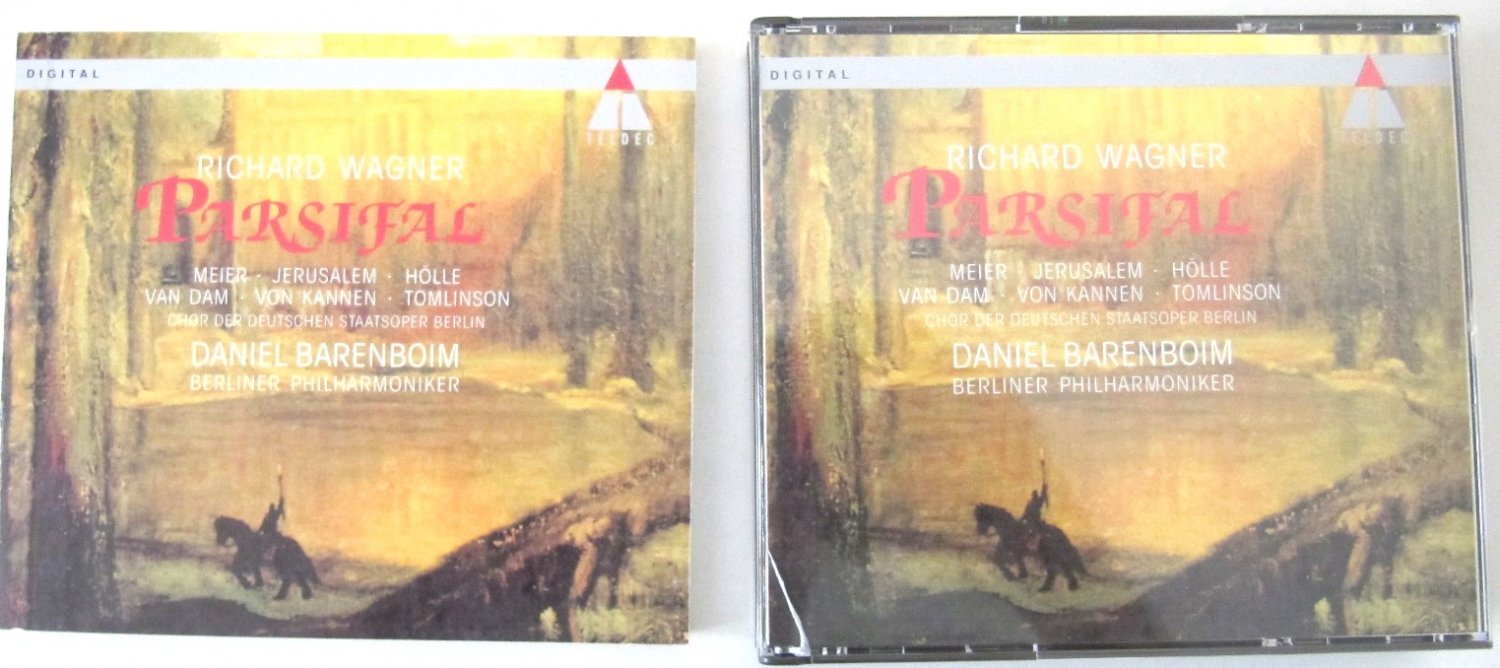 DIGITAL
TELDEC
RICHARD WAGNER
PARSIFAL
MEIER · JERUSALEM · HÖLLE
VAN DAM · VON KANNEN · TOMLINSON
CHOR DER DEUTSCHEN STAATSOPER BERLIN
DANIEL BARENBOIM
BERLINER PHILHARMONIKER
DIGITAL
TELDEC
RICHARD WAGNER
PARSIFAL
MEIER · JERUSALEM · HÖLLE
VAN DAM · VON KANNEN · TOMLINSON
CHOR DER DEUTSCHEN STAATSOPER BERLIN
DANIEL BARENBOIM
BERLINER PHILHARMONIKER